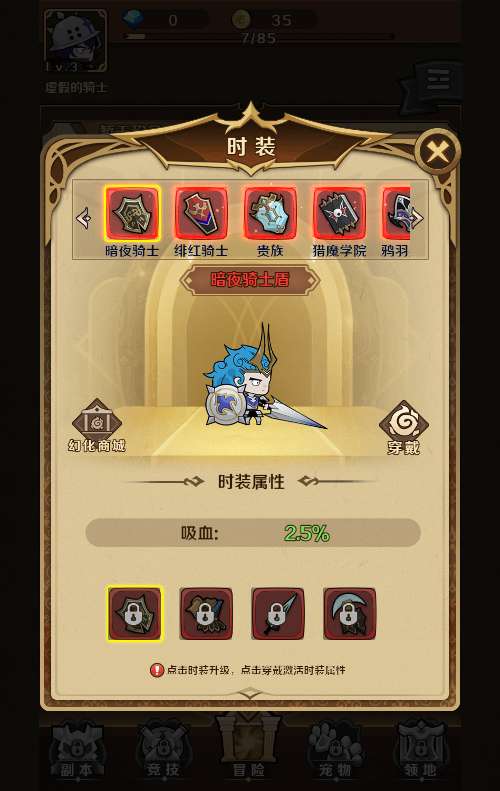 0
35
7/85
Lv.3
虚假的骑士
时装
暗夜骑士
绯红骑士
贵族
猎魔学院
鸦羽
暗夜骑士盾
幻化商城
穿戴
时装属性
吸血:
2.5%
点击时装升级，点击穿戴激活时装属性
副本
竞技
冒险
宠物
领地